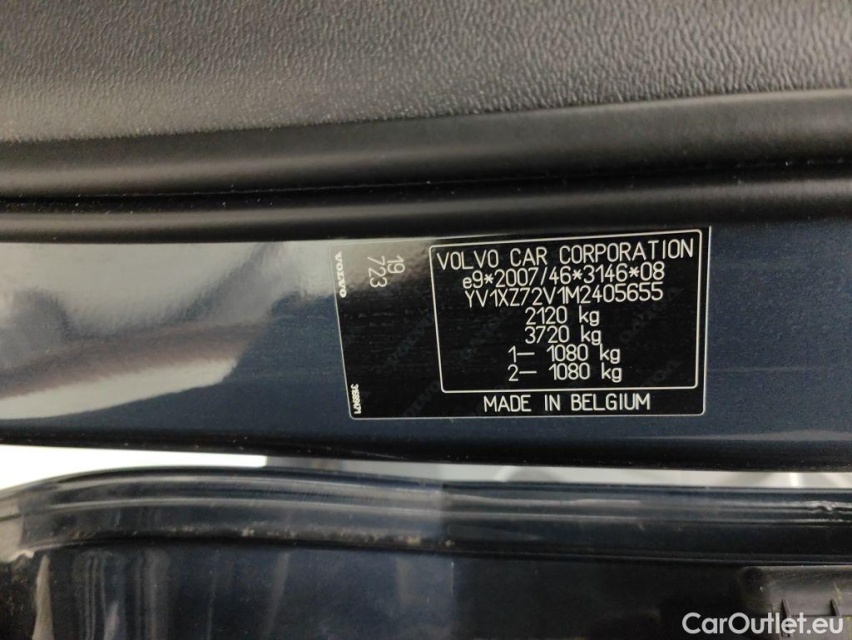 VOLVO
19
723
VOLVO CAR CORPORATION
e9*2007/46*3146*08
YV1XZ72V1M2405655
2120 kg
3720 kg
1– 1080 kg
2– 1080 kg
MADE IN BELGIUM
CarOutlet.eu